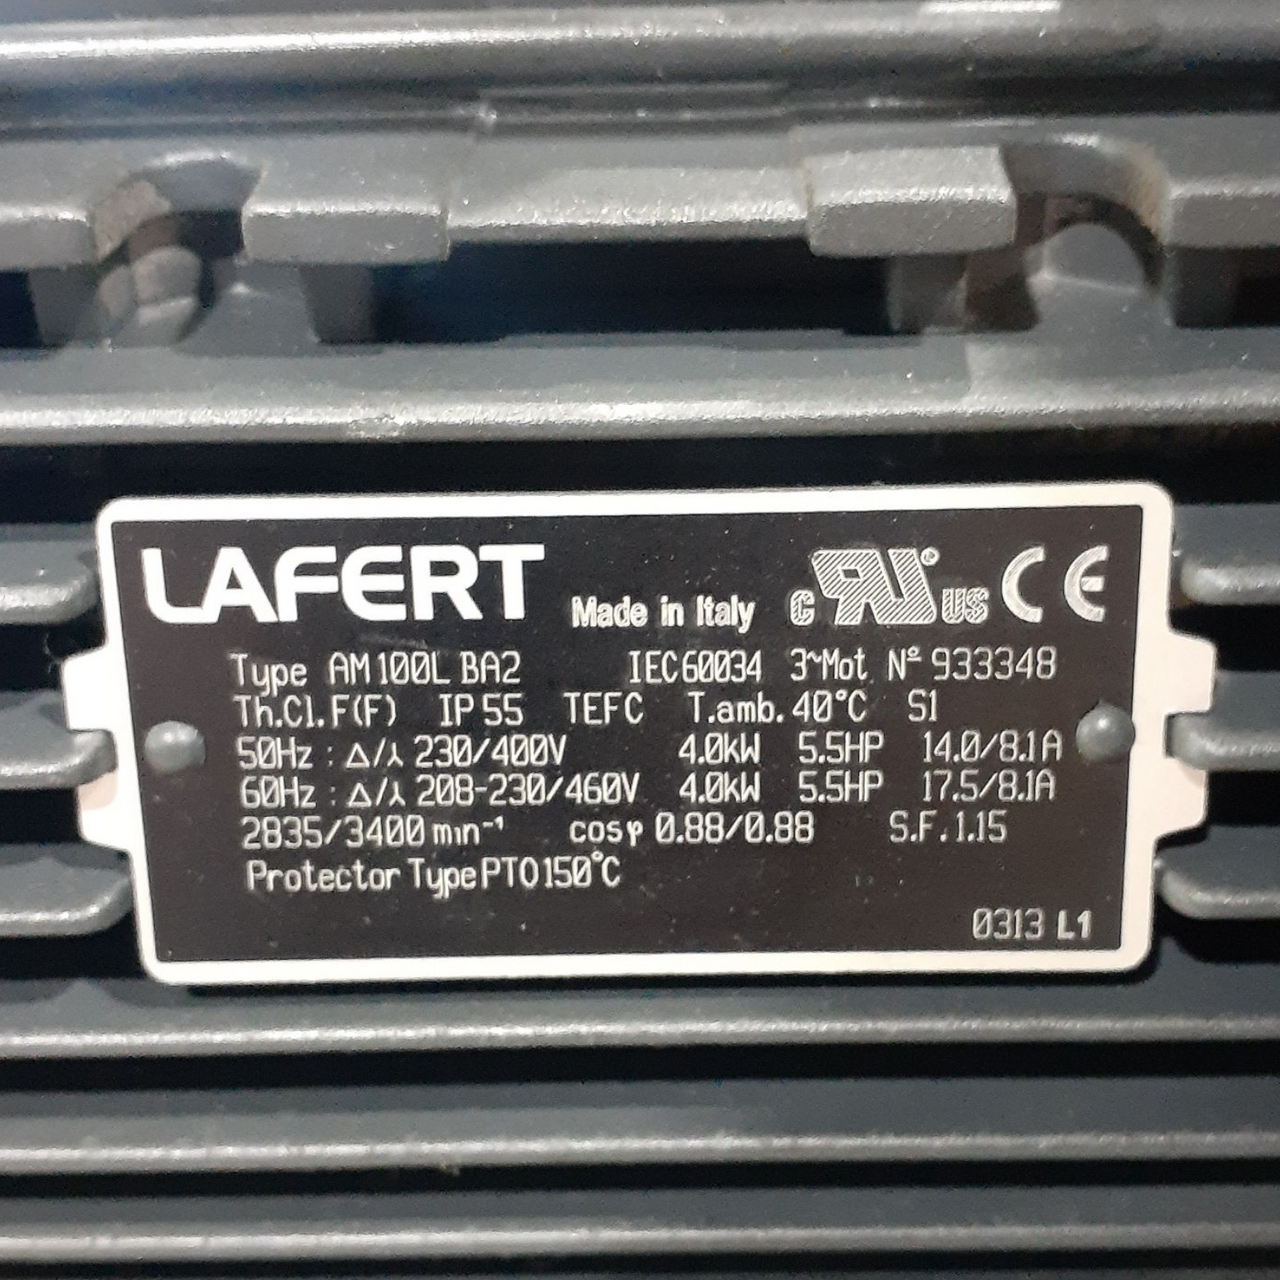 LAFERT Made in Italy c RU® US CE
Type AM100L BA2 IEC60034 3~Mot Nº 933348
Th.Cl.F(F) IP55 TEFC T.amb.40°C S1
50Hz : Δ/⅄ 230/400V 4.0kW 5.5HP 14.0/8.1A
60Hz : Δ/⅄ 208-230/460V 4.0kW 5.5HP 17.5/8.1A
2835/3400min⁻¹ cosφ 0.88/0.88 S.F.1.15
Protector Type PTO150°C
0313 L1